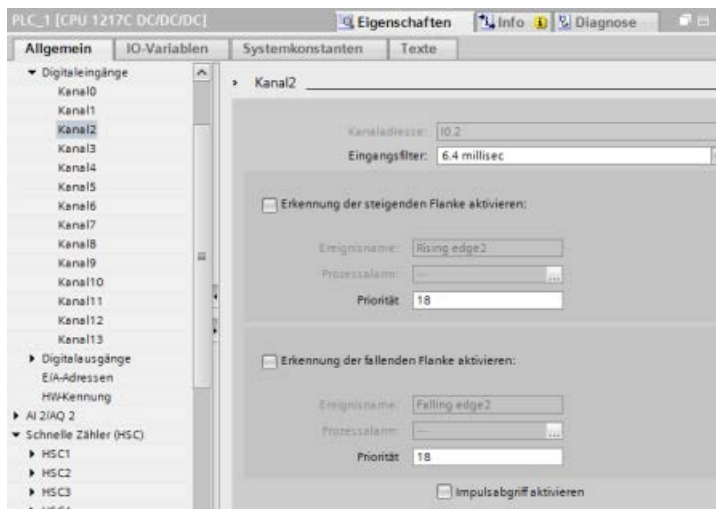 PLC_1 [CPU 1217C DC/DC/DC]
Eigenschaften
Info
Diagnose
Allgemein
IO-Variablen
Systemkonstanten
Texte
Digitaleingänge
Kanal0
Kanal1
Kanal2
Kanal3
Kanal4
Kanal5
Kanal6
Kanal7
Kanal8
Kanal9
Kanal10
Kanal11
Kanal12
Kanal13
Digitalausgänge
E/A-Adressen
HW-Kennung
AI 2/AQ 2
Schnelle Zähler (HSC)
HSC1
HSC2
HSC3
Kanal2
Kanaladresse: I0.2
Eingangsfilter: 6.4 millisec
Erkennung der steigenden Flanke aktivieren:
Ereignisname: Rising edge2
Prozessalarm: --- ...
Priorität 18
Erkennung der fallenden Flanke aktivieren:
Ereignisname: Falling edge2
Prozessalarm: --- ...
Priorität 18
Impulsabgriff aktivieren